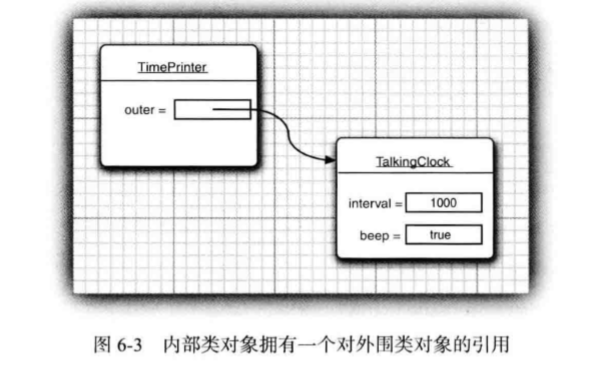 TimePrinter
outer =
TalkingClock
interval = 1000
beep = true
图 6-3 内部类对象拥有一个对外围类对象的引用